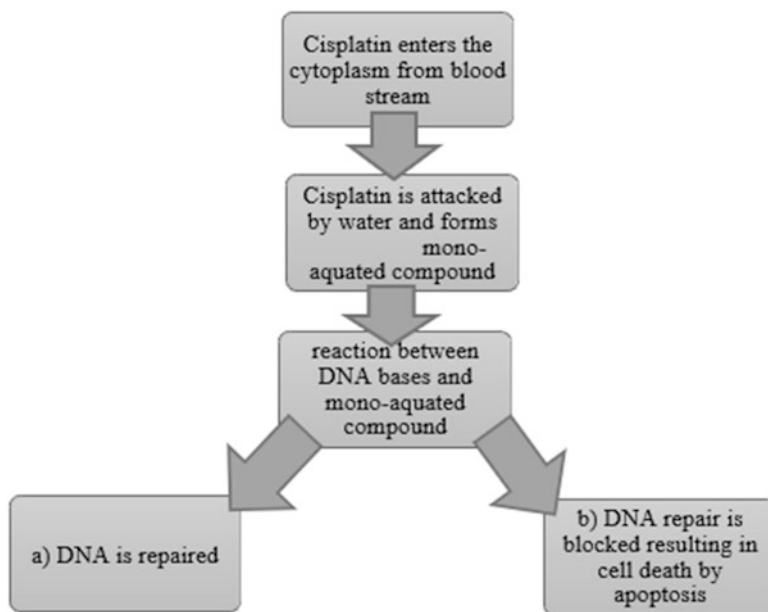 Cisplatin enters the
cytoplasm from blood
stream
Cisplatin is attacked
by water and forms
mono-
aquated compound
reaction between
DNA bases and
mono-aquated
compound
a) DNA is repaired
b) DNA repair is
blocked resulting in
cell death by
apoptosis